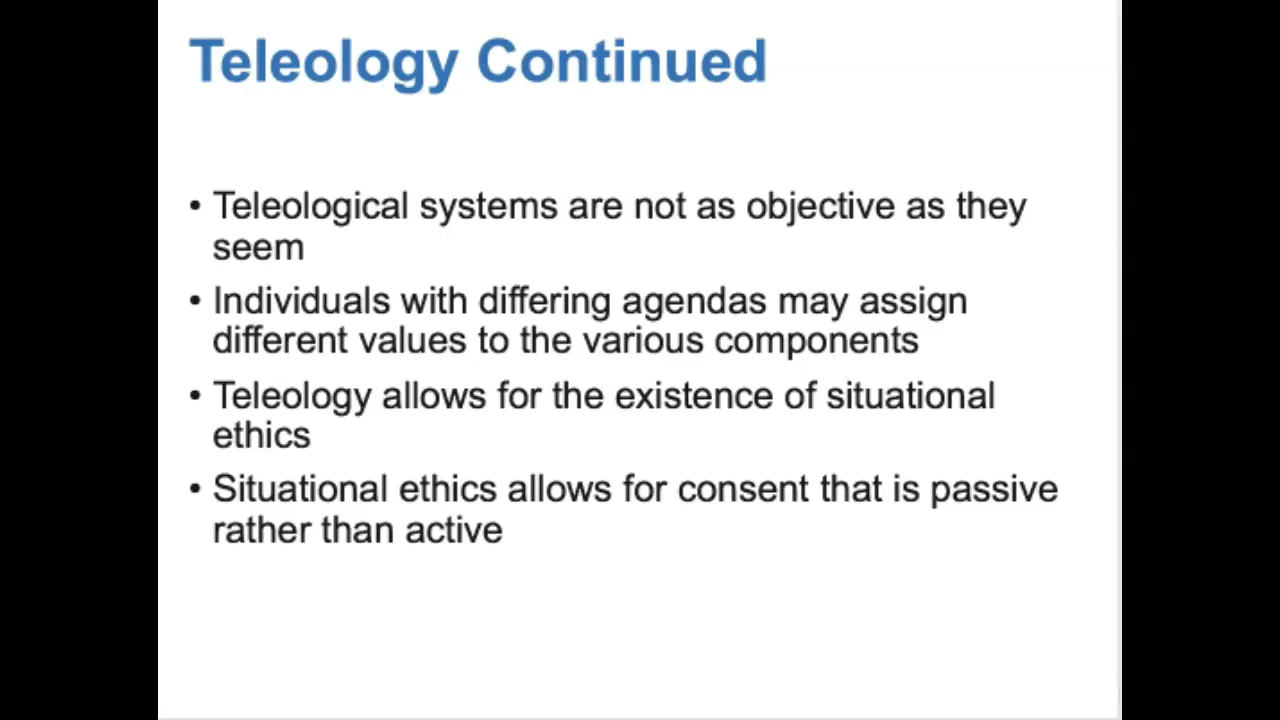 Teleology Continued
• Teleological systems are not as objective as they
seem
• Individuals with differing agendas may assign
different values to the various components
• Teleology allows for the existence of situational
ethics
• Situational ethics allows for consent that is passive
rather than active